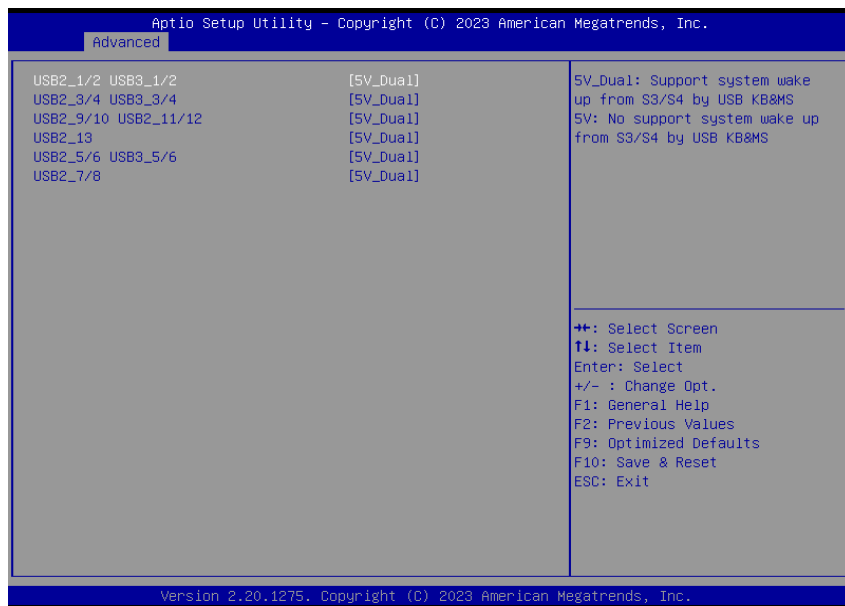 Aptio Setup Utility – Copyright (C) 2023 American Megatrends, Inc.
Advanced
USB2_1/2 USB3_1/2 [5V_Dual]
USB2_3/4 USB3_3/4 [5V_Dual]
USB2_9/10 USB2_11/12 [5V_Dual]
USB2_13 [5V_Dual]
USB2_5/6 USB3_5/6 [5V_Dual]
USB2_7/8 [5V_Dual]
5V_Dual: Support system wake
up from S3/S4 by USB KB&MS
5V: No support system wake up
from S3/S4 by USB KB&MS
→←: Select Screen
↑↓: Select Item
Enter: Select
+/- : Change Opt.
F1: General Help
F2: Previous Values
F9: Optimized Defaults
F10: Save & Reset
ESC: Exit
Version 2.20.1275. Copyright (C) 2023 American Megatrends, Inc.